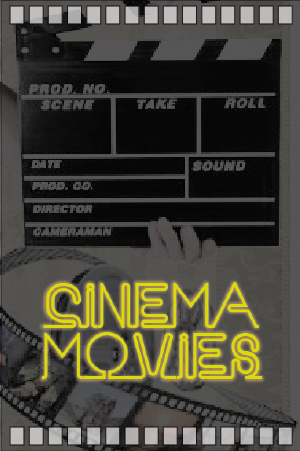 PROD. NO.
SCENE TAKE ROLL
DATE SOUND
PROD. CO.
DIRECTOR
CAMERAMAN
CiNEMA
MOViES